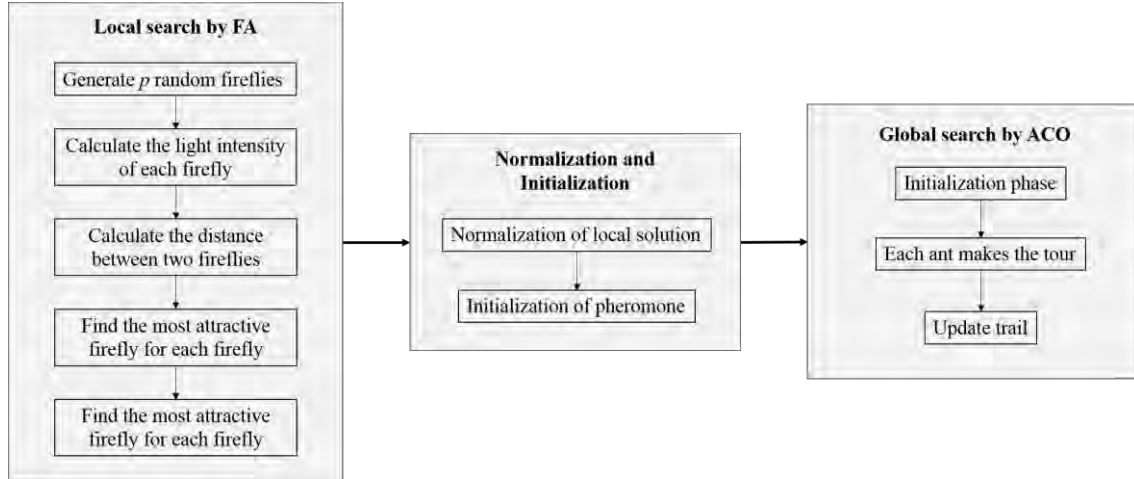 Local search by FA
Generate p random fireflies
Calculate the light intensity
of each firefly
Calculate the distance
between two fireflies
Find the most attractive
firefly for each firefly
Find the most attractive
firefly for each firefly
Normalization and
Initialization
Normalization of local solution
Initialization of pheromone
Global search by ACO
Initialization phase
Each ant makes the tour
Update trail